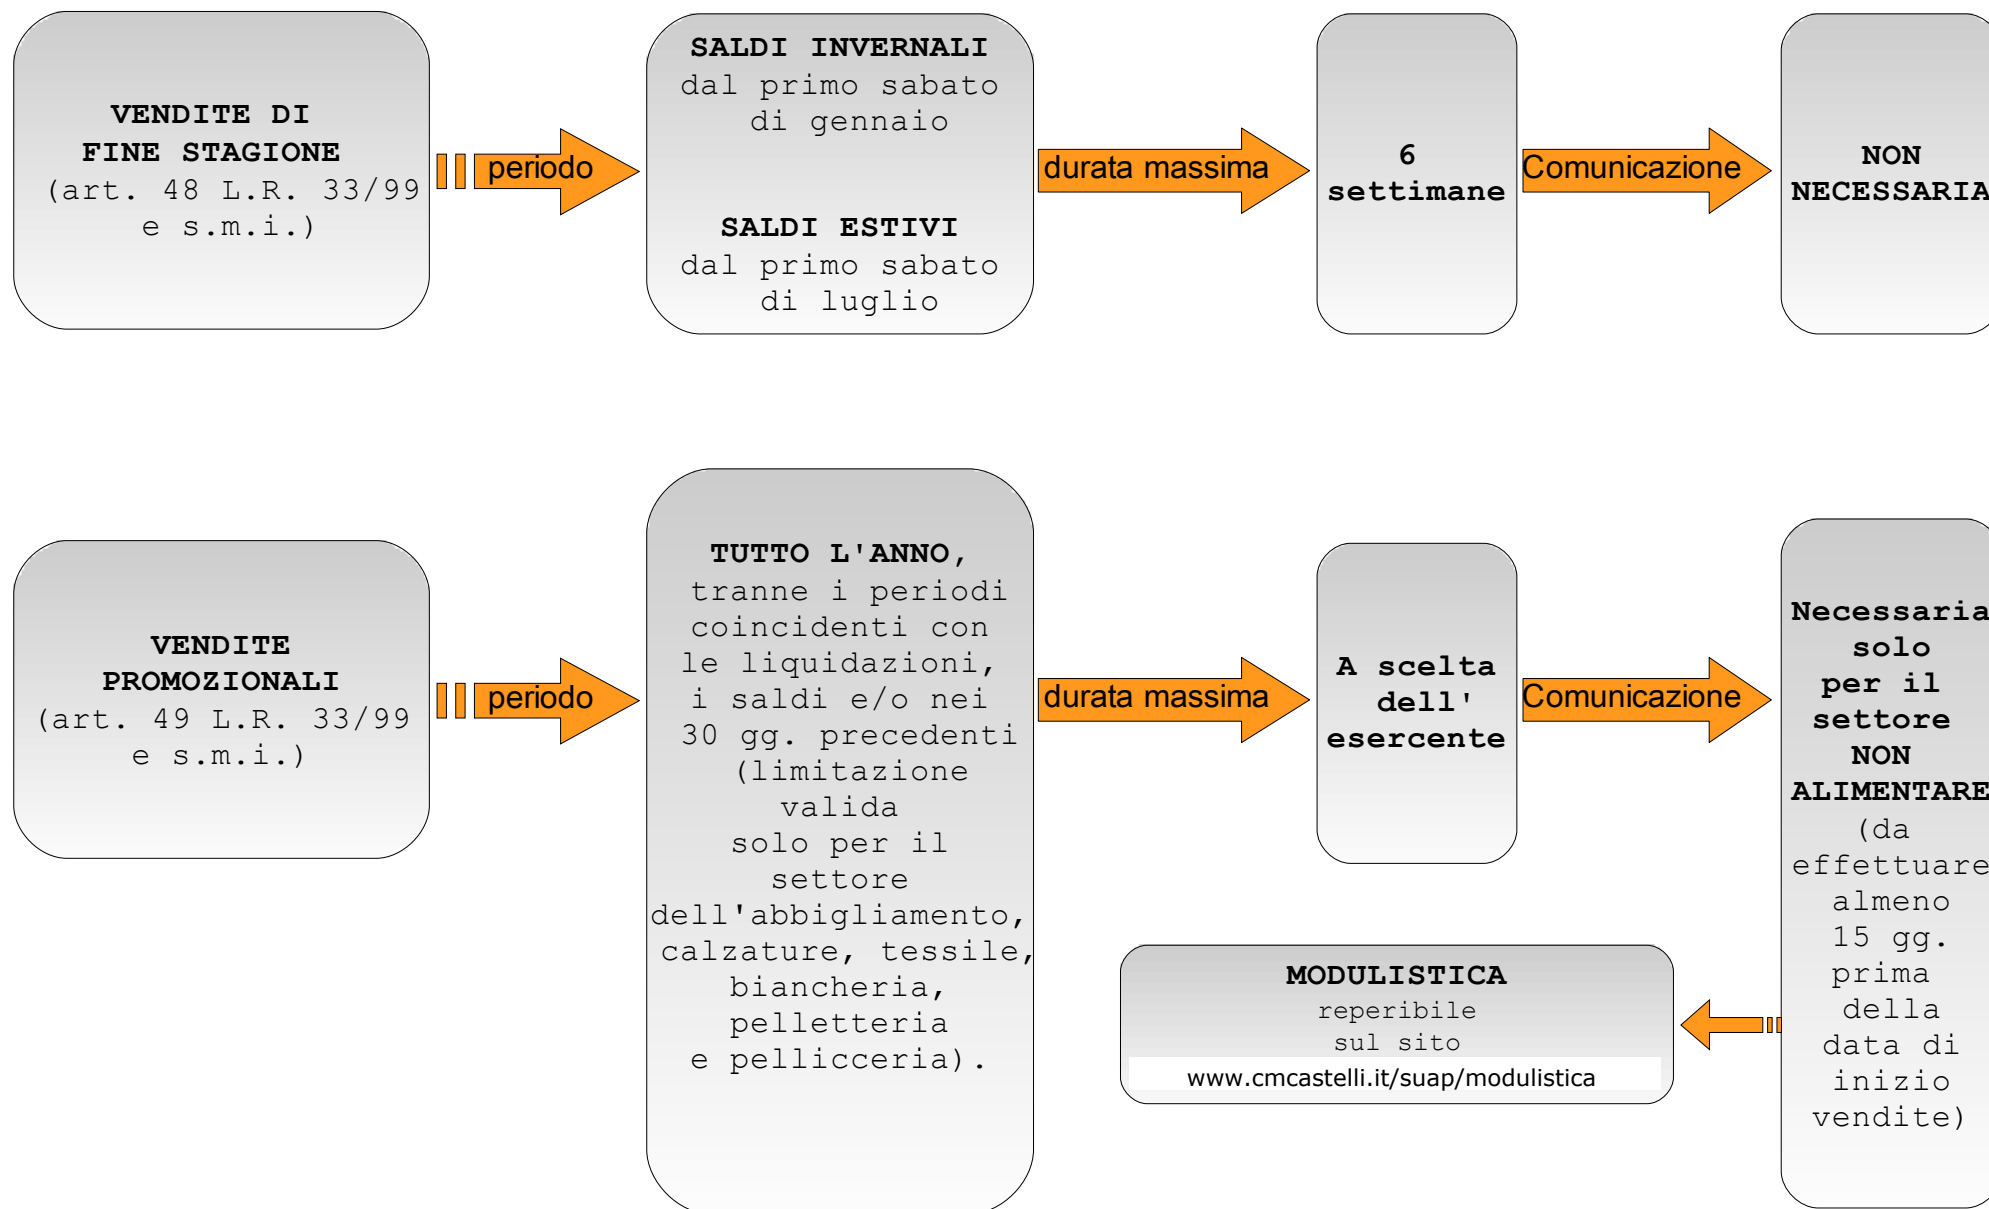 VENDITE DI
FINE STAGIONE
(art. 48 L.R. 33/99
e s.m.i.)
periodo
SALDI INVERNALI
dal primo sabato
di gennaio
SALDI ESTIVI
dal primo sabato
di luglio
durata massima
6
settimane
Comunicazione
NON
NECESSARIA
VENDITE
PROMOZIONALI
(art. 49 L.R. 33/99
e s.m.i.)
periodo
TUTTO L'ANNO,
tranne i periodi
coincidenti con
le liquidazioni,
i saldi e/o nei
30 gg. precedenti
(limitazione
valida
solo per il
settore
dell'abbigliamento,
calzature, tessile,
biancheria,
pelletteria
e pellicceria).
durata massima
A scelta
dell'
esercente
Comunicazione
Necessaria
solo
per il
settore
NON
ALIMENTARE
(da
effettuare
almeno
15 gg.
prima
della
data di
inizio
vendite)
MODULISTICA
reperibile
sul sito
www.cmcastelli.it/suap/modulistica